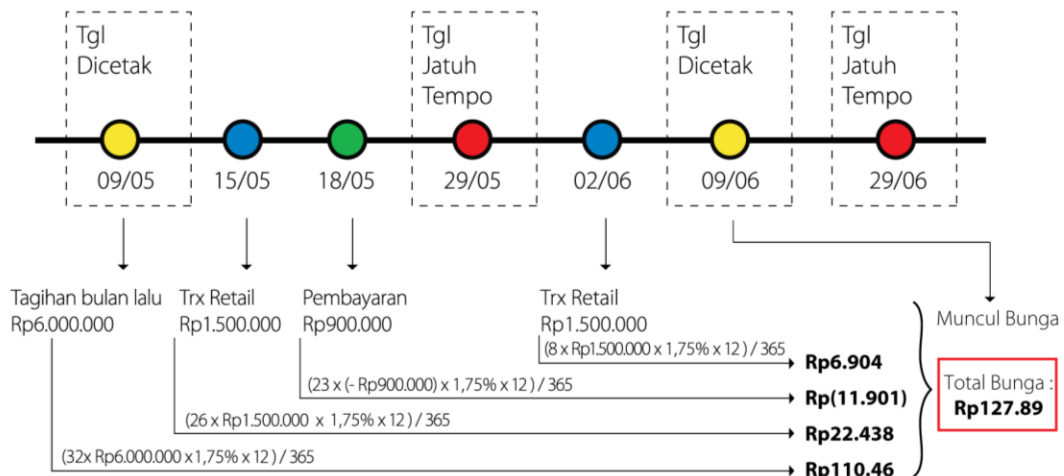 Tgl
Dicetak
Tgl
Jatuh
Tempo
Tgl
Dicetak
Tgl
Jatuh
Tempo
09/05
15/05
18/05
29/05
02/06
09/06
29/06
Tagihan bulan lalu
Rp6.000.000
Trx Retail
Rp1.500.000
Pembayaran
Rp900.000
Trx Retail
Rp1.500.000
Muncul Bunga
(8 x Rp1.500.000 x 1,75% x 12 ) / 365
Rp6.904
(23 x (- Rp900.000) x 1,75% x 12 ) / 365
Rp(11.901)
(26 x Rp1.500.000 x 1,75% x 12 ) / 365
Rp22.438
(32x Rp6.000.000 x 1,75% x 12 ) / 365
Rp110.46
Total Bunga :
Rp127.89